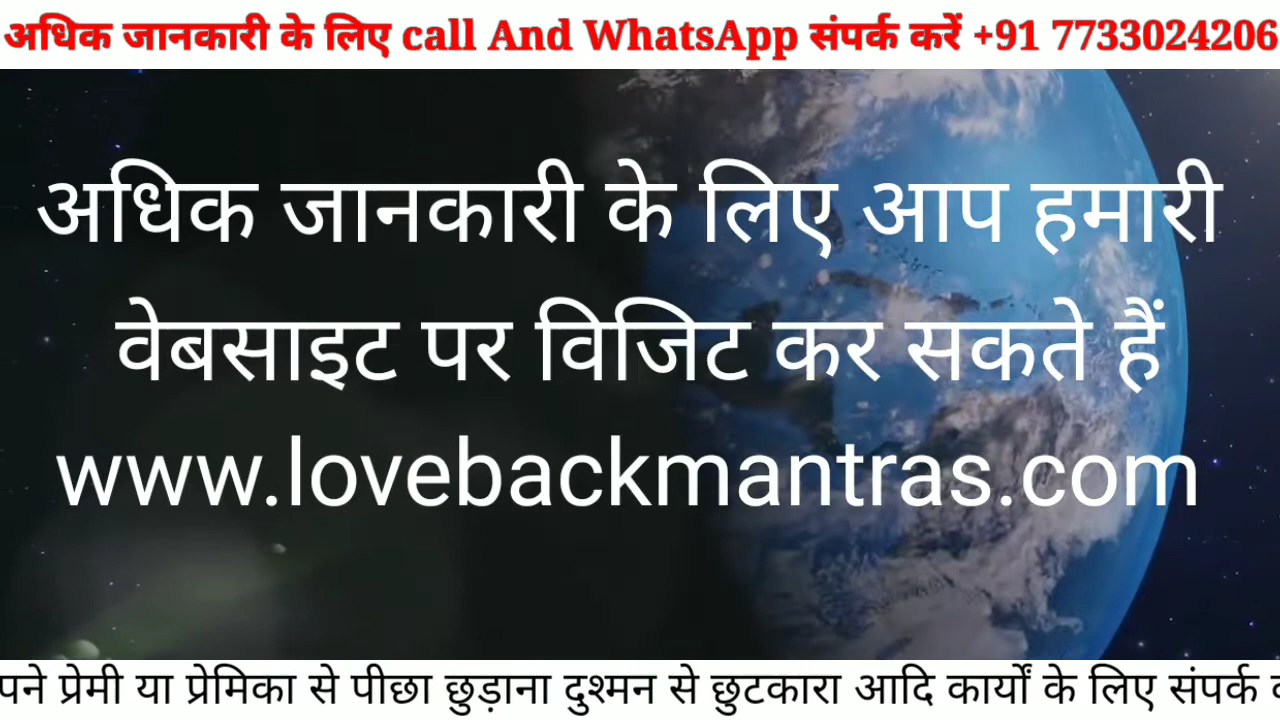 अधिक जानकारी के लिए call And WhatsApp संपर्क करें +91 7733024206
अधिक जानकारी के लिए आप हमारी
वेबसाइट पर विजिट कर सकते हैं
www.lovebackmantras.com
पने प्रेमी या प्रेमिका से पीछा छुड़ाना दुश्मन से छुटकारा आदि कार्यों के लिए संपर्क